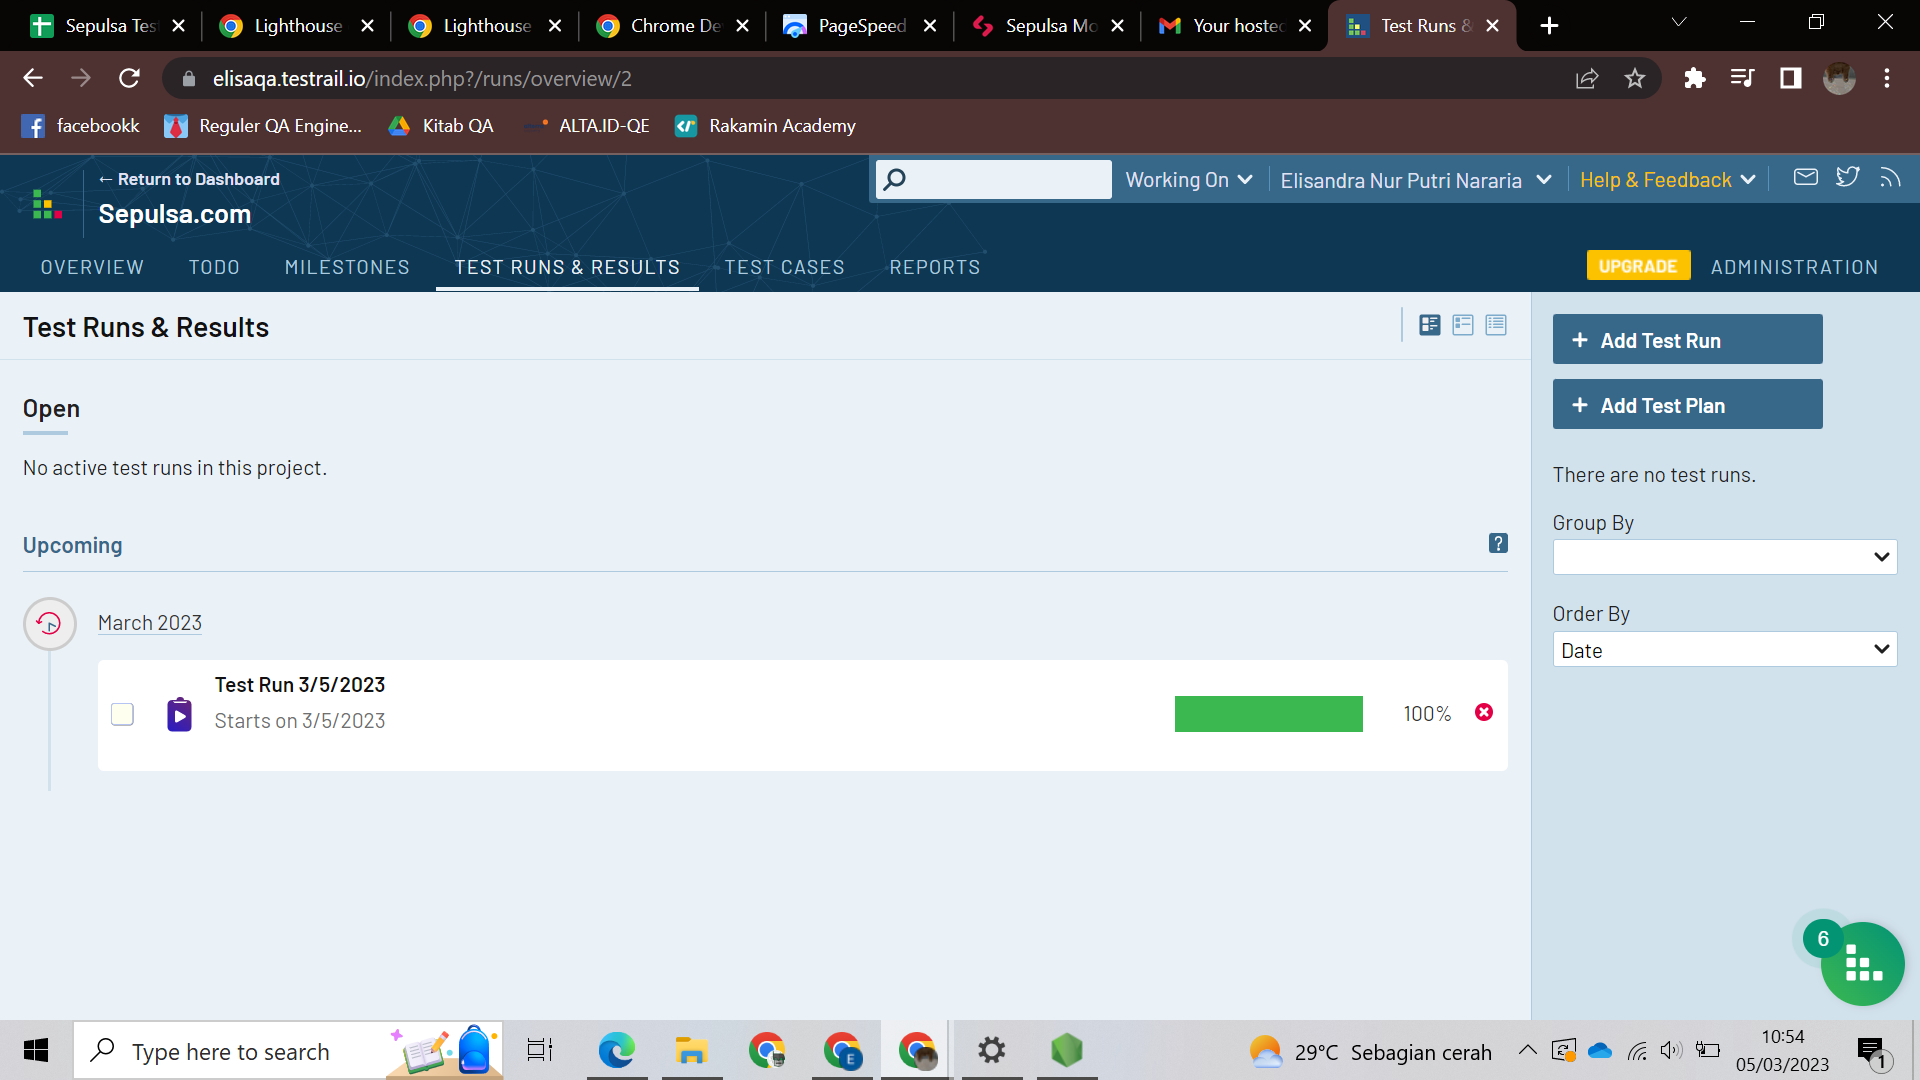 Sepulsa Tes
Lighthouse
Lighthouse
Chrome De
PageSpeed
Sepulsa Mo
Your hosted
Test Runs &
elisaqa.testrail.io/index.php?/runs/overview/2
facebookk
Reguler QA Engine...
Kitab QA
ALTA.ID-QE
Rakamin Academy
← Return to Dashboard
Sepulsa.com
Working On
Elisandra Nur Putri Nararia
Help & Feedback
OVERVIEW
TODO
MILESTONES
TEST RUNS & RESULTS
TEST CASES
REPORTS
UPGRADE
ADMINISTRATION
Test Runs & Results
+ Add Test Run
+ Add Test Plan
Open
No active test runs in this project.
There are no test runs.
Group By
Upcoming
?
Order By
Date
March 2023
Test Run 3/5/2023
Starts on 3/5/2023
100%
6
Type here to search
E
29°C Sebagian cerah
10:54
05/03/2023
1